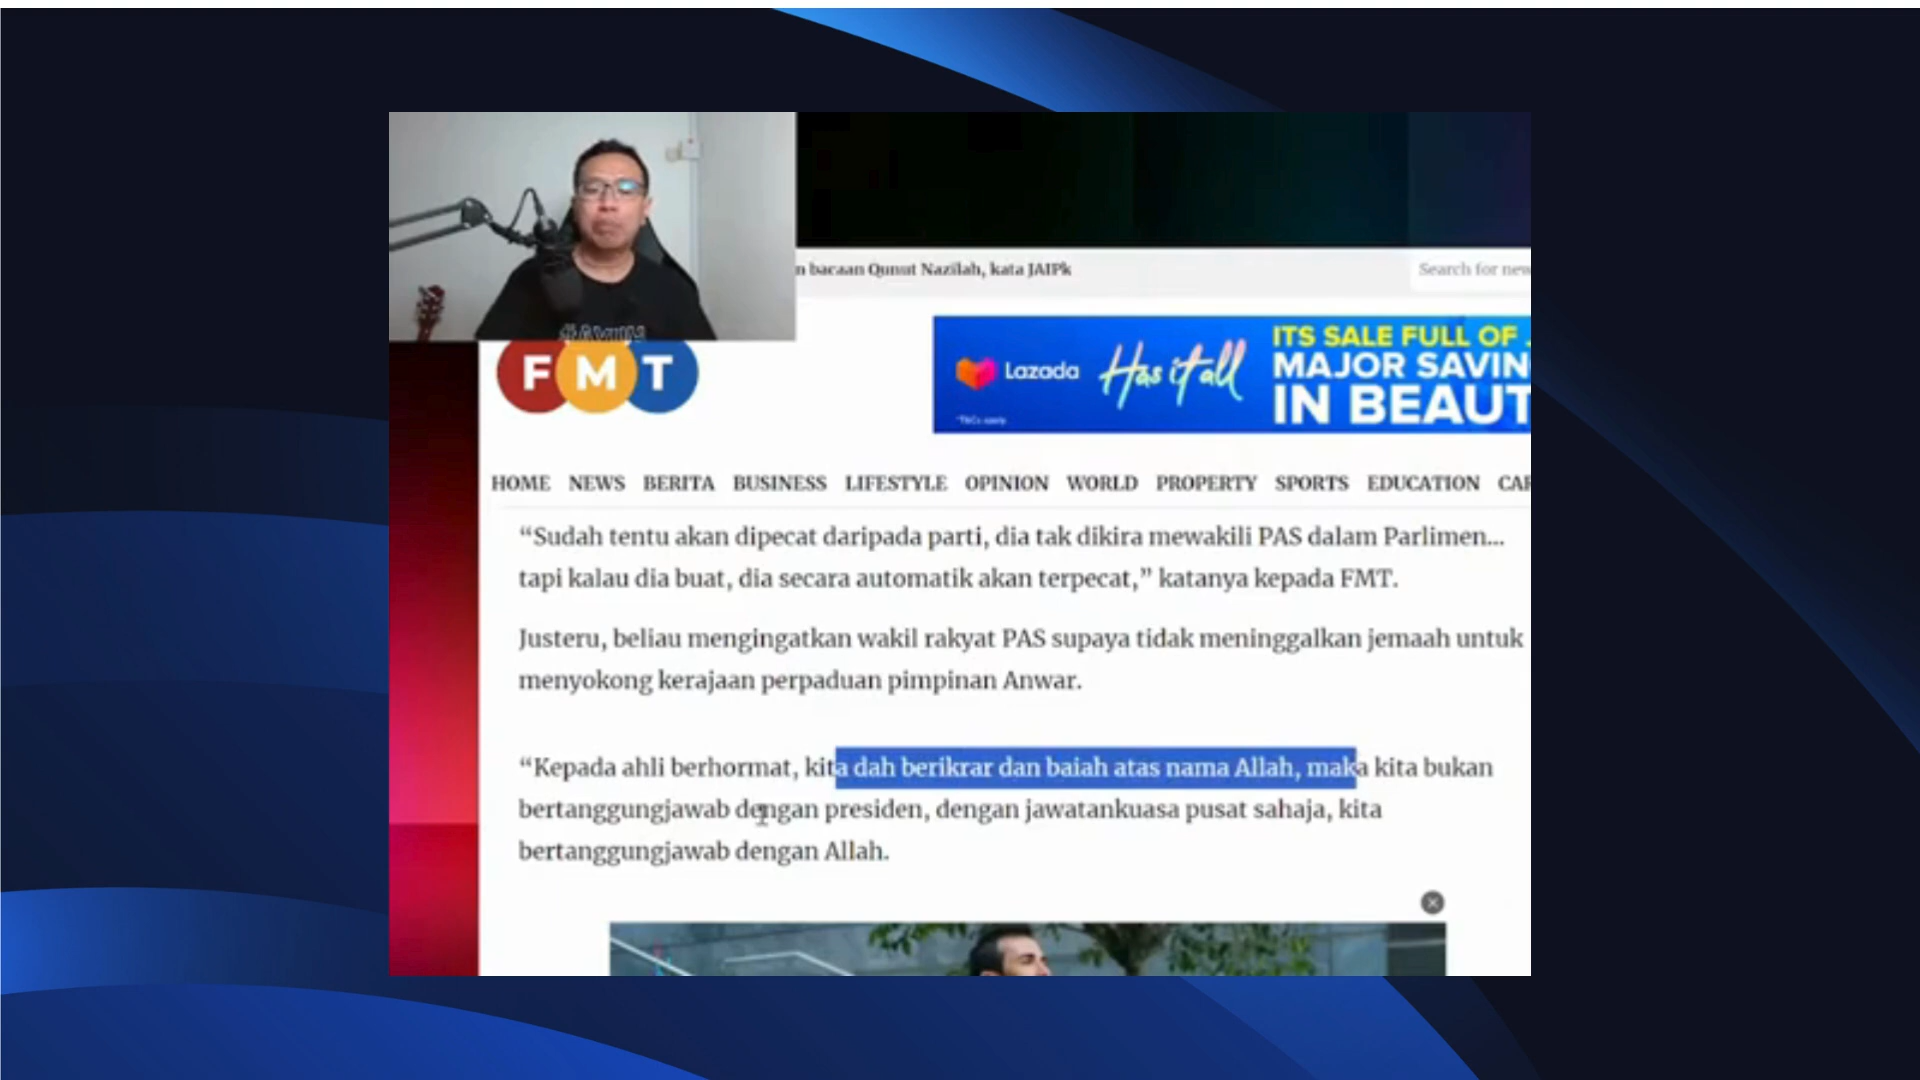 n bacaan Qunut Nazilah, kata JAIPk
Search for new
FMT
Lazada
Has it all
ITS SALE FULL OF
MAJOR SAVIN
IN BEAUT
HOME NEWS BERITA BUSINESS LIFESTYLE OPINION WORLD PROPERTY SPORTS EDUCATION CAR
“Sudah tentu akan dipecat daripada parti, dia tak dikira mewakili PAS dalam Parlimen...
tapi kalau dia buat, dia secara automatik akan terpecat,” katanya kepada FMT.
Justeru, beliau mengingatkan wakil rakyat PAS supaya tidak meninggalkan jemaah untuk
menyokong kerajaan perpaduan pimpinan Anwar.
“Kepada ahli berhormat, kita dah berikrar dan baiah atas nama Allah, maka kita bukan
bertanggungjawab dengan presiden, dengan jawatankuasa pusat sahaja, kita
bertanggungjawab dengan Allah.